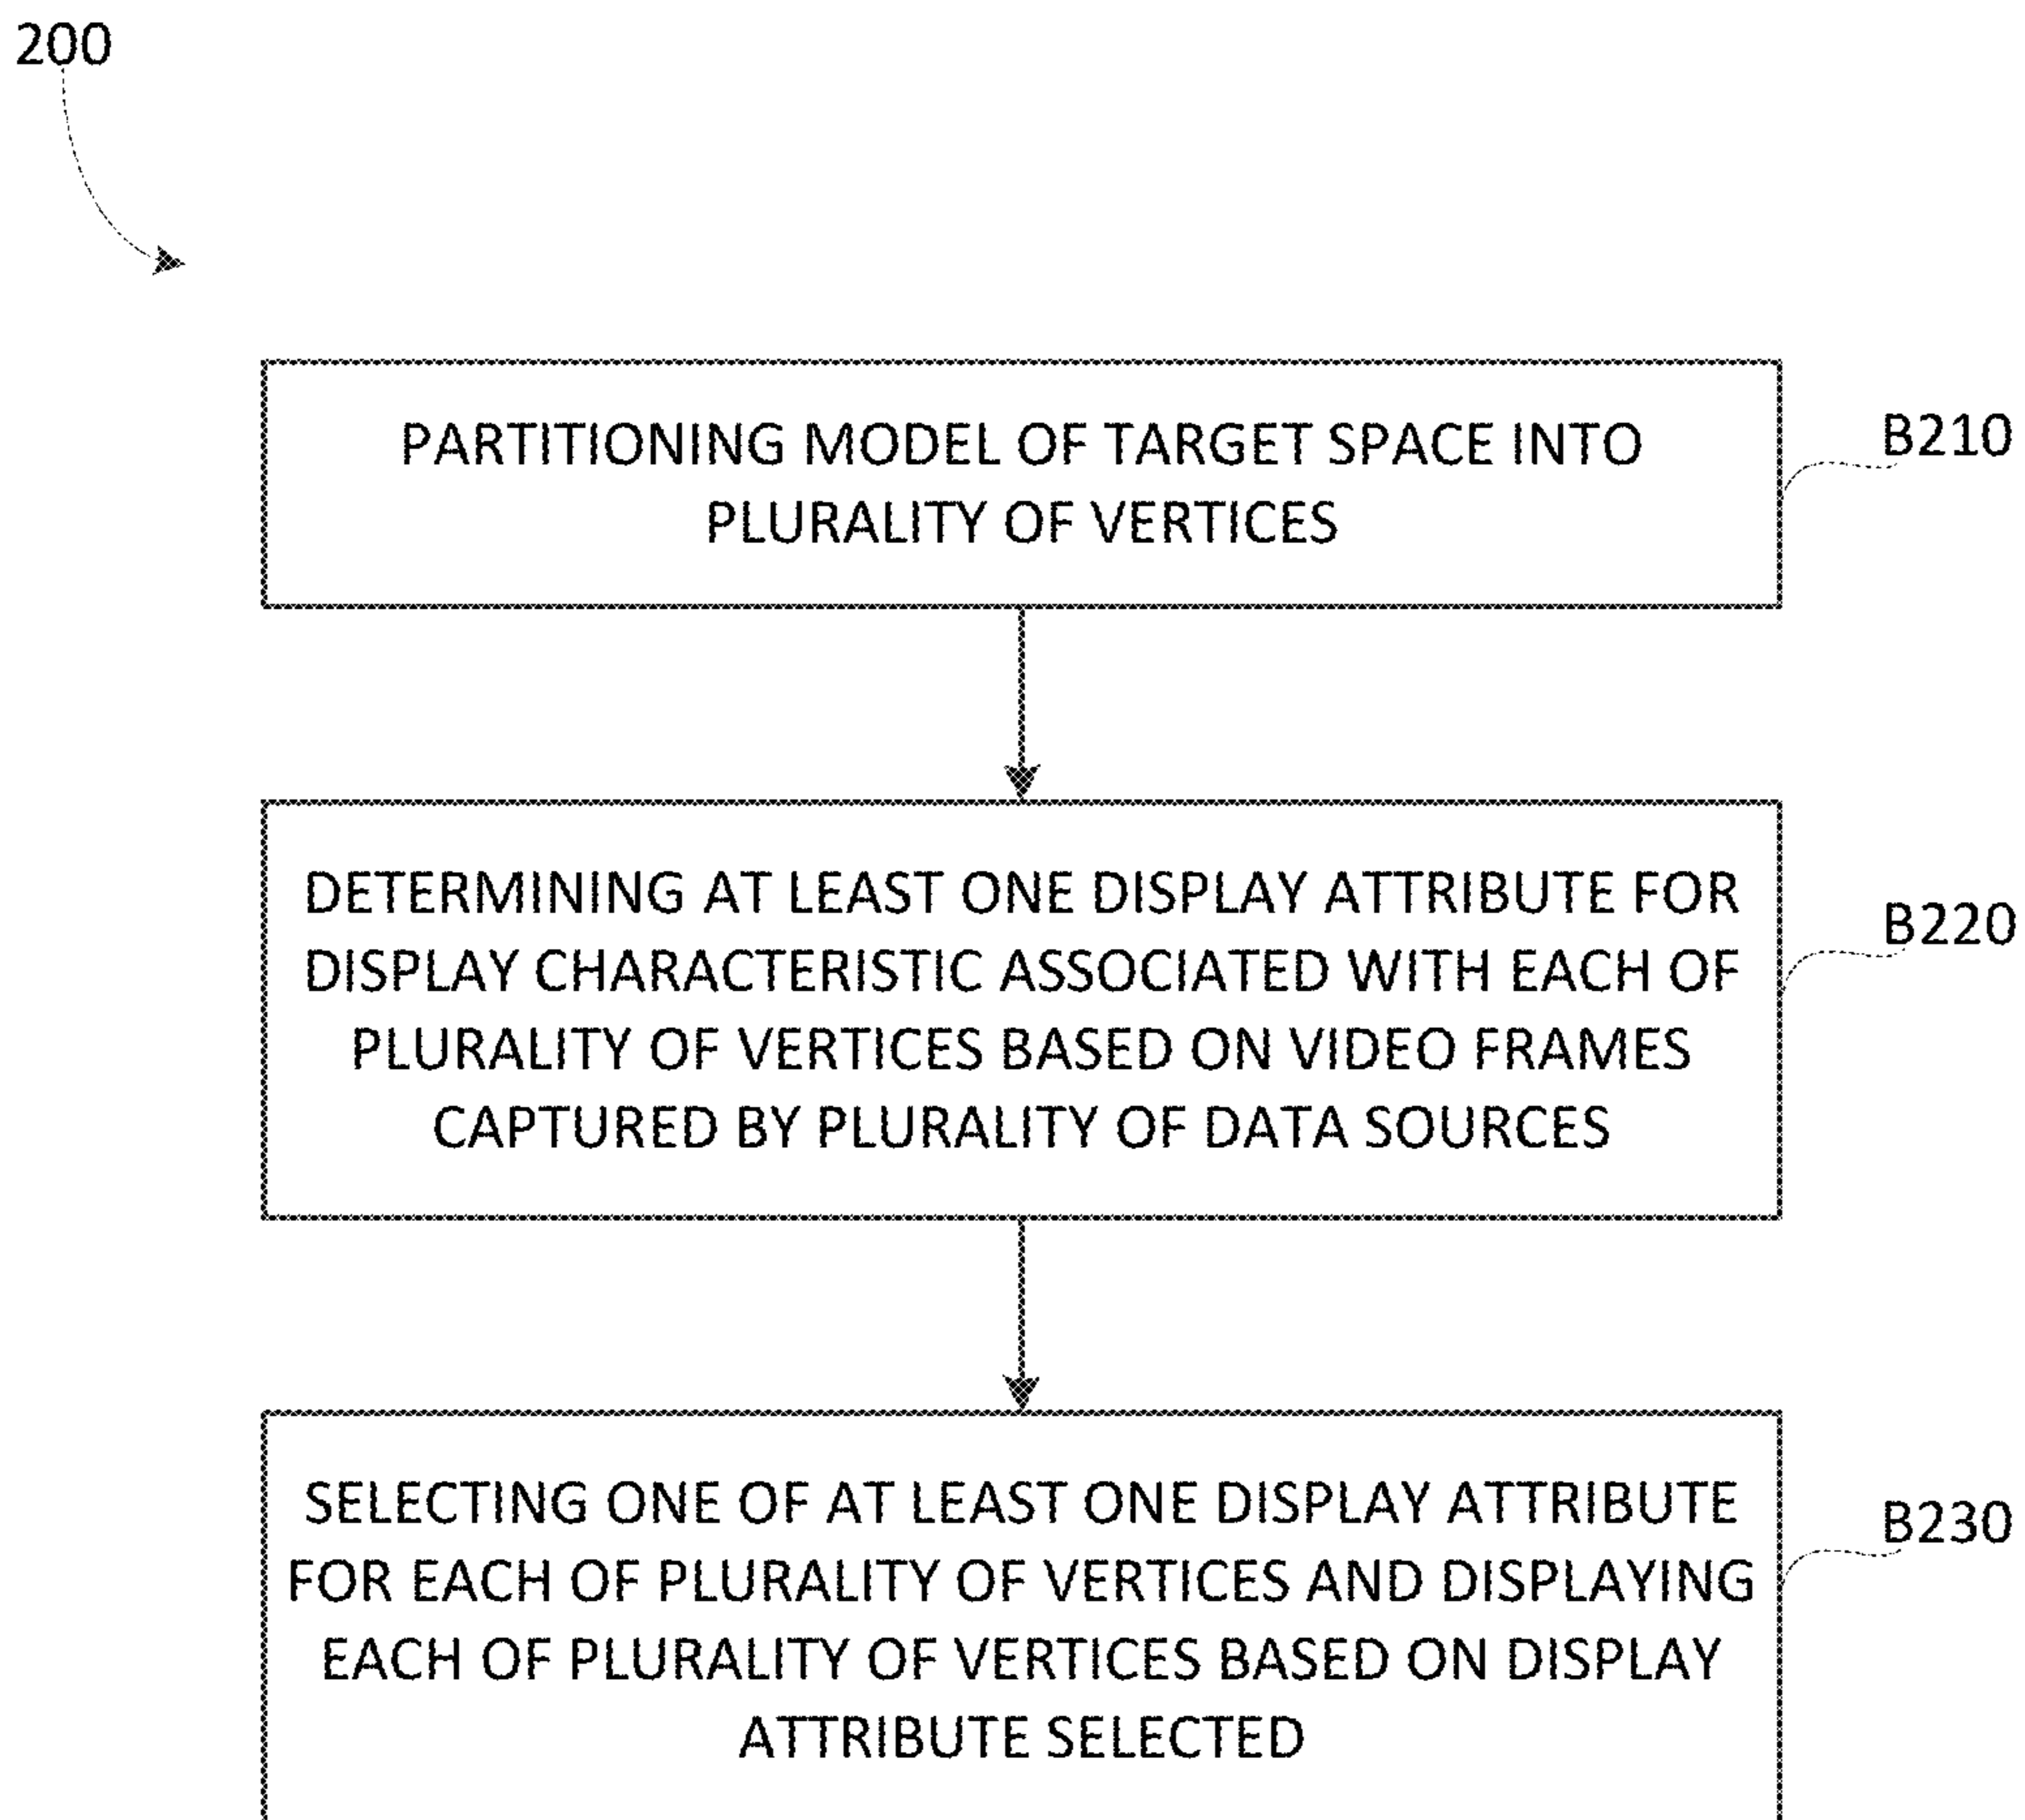 200
PARTITIONING MODEL OF TARGET SPACE INTO
PLURALITY OF VERTICES
B210
DETERMINING AT LEAST ONE DISPLAY ATTRIBUTE FOR
DISPLAY CHARACTERISTIC ASSOCIATED WITH EACH OF
PLURALITY OF VERTICES BASED ON VIDEO FRAMES
CAPTURED BY PLURALITY OF DATA SOURCES
B220
SELECTING ONE OF AT LEAST ONE DISPLAY ATTRIBUTE
FOR EACH OF PLURALITY OF VERTICES AND DISPLAYING
EACH OF PLURALITY OF VERTICES BASED ON DISPLAY
ATTRIBUTE SELECTED
B230